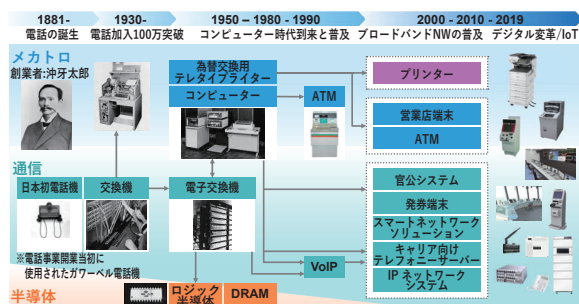 1881-
電話の誕生
1930-
電話加入100万突破
1950 – 1980 - 1990
コンピューター時代到来と普及
2000 - 2010 - 2019
ブロードバンドNWの普及 デジタル変革/IoT
メカトロ
創業者:沖牙太郎
為替交換用
テレタイプライター
コンピューター
ATM
プリンター
営業店端末
ATM
通信
日本初電話機
交換機
電子交換機
VoIP
官公システム
発券端末
スマートネットワーク
ソリューション
キャリア向け
テレフォニーサーバー
IP ネットワーク
システム
※電話事業開業当初に
使用されたガワーベル電話機
半導体
ロジック
半導体
DRAM